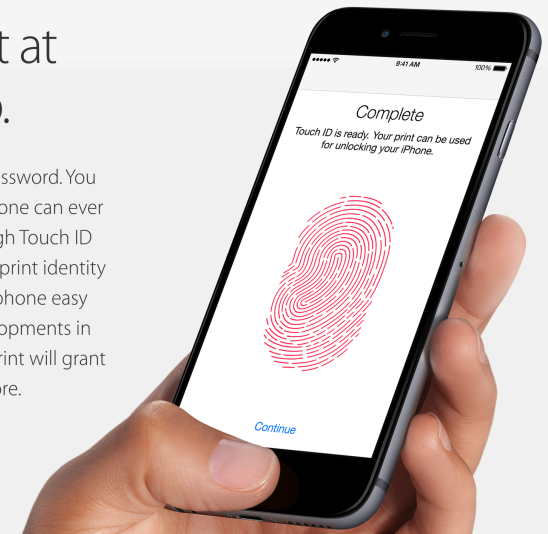 t at
.
ssword. You
one can ever
gh Touch ID
print identity
phone easy
opments in
rint will grant
re.
9:41 AM
100%
Complete
Touch ID is ready. Your print can be used
for unlocking your iPhone.
Continue